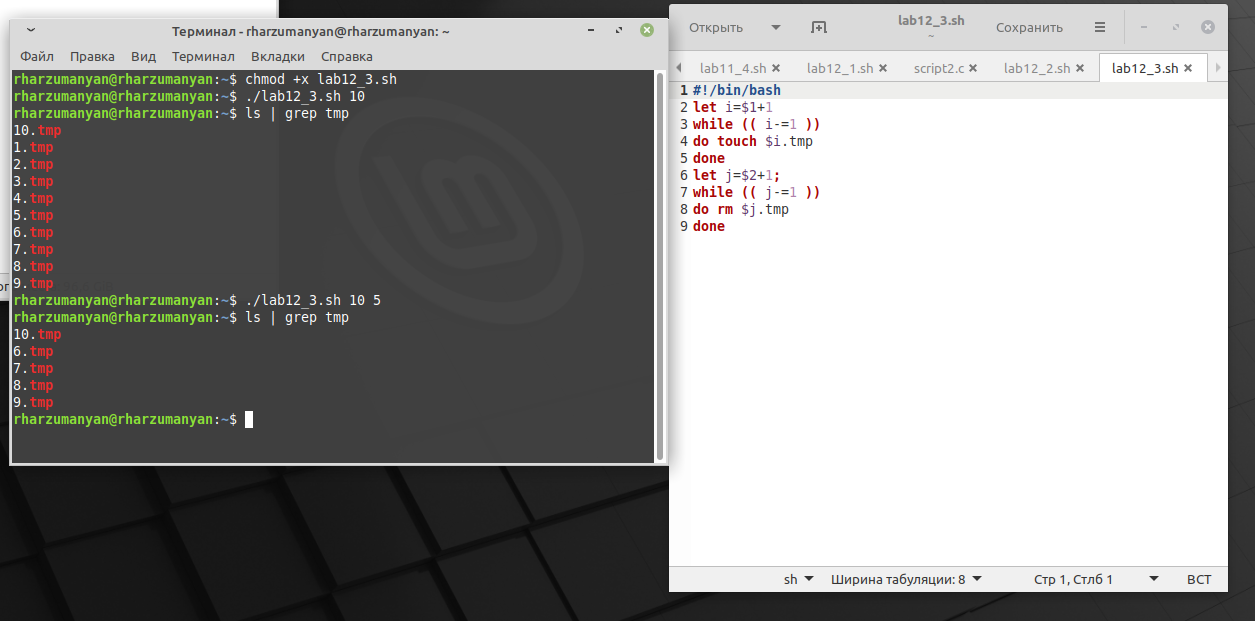 Терминал - rharzumanyan@rharzumanyan: ~
Файл Правка Вид Терминал Вкладки Справка
rharzumanyan@rharzumanyan:~$ chmod +x lab12_3.sh
rharzumanyan@rharzumanyan:~$ ./lab12_3.sh 10
rharzumanyan@rharzumanyan:~$ ls | grep tmp
10.tmp
1.tmp
2.tmp
3.tmp
4.tmp
5.tmp
6.tmp
7.tmp
8.tmp
9.tmp
rharzumanyan@rharzumanyan:~$ ./lab12_3.sh 10 5
rharzumanyan@rharzumanyan:~$ ls | grep tmp
10.tmp
6.tmp
7.tmp
8.tmp
9.tmp
rharzumanyan@rharzumanyan:~$
Открыть lab12_3.sh Сохранить
~
lab11_4.sh lab12_1.sh script2.c lab12_2.sh lab12_3.sh
1 #!/bin/bash
2 let i=$1+1
3 while (( i-=1 ))
4 do touch $i.tmp
5 done
6 let j=$2+1;
7 while (( j-=1 ))
8 do rm $j.tmp
9 done
sh Ширина табуляции: 8 Стр 1, Стлб 1 ВСТ